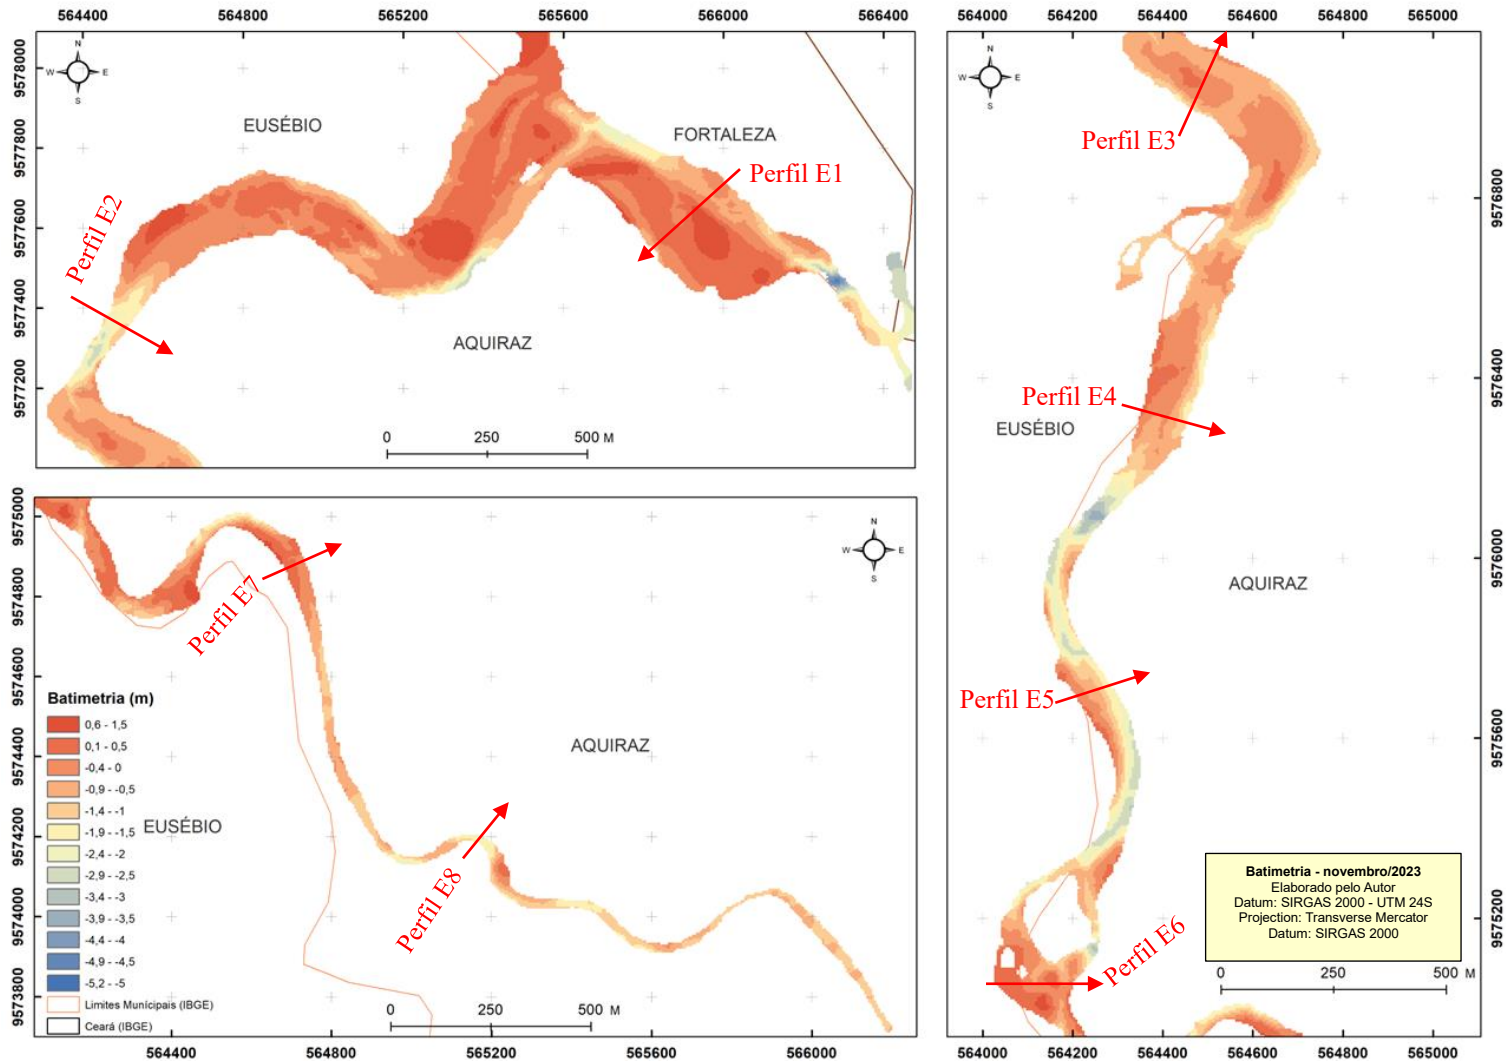 564400 564800 565200 565600 566000 566400
9578000
9577800
9577600
9577400
9577200
N
W E
S
EUSÉBIO
FORTALEZA
AQUIRAZ
Perfil E1
Perfil E2
0 250 500 M
564000 564200 564400 564600 564800 565000
N
W E
S
Perfil E3
Perfil E4
EUSÉBIO
AQUIRAZ
Perfil E5
Perfil E6
9576800
9576400
9576000
9575600
9575200
Batimetria - novembro/2023
Elaborado pelo Autor
Datum: SIRGAS 2000 - UTM 24S
Projection: Transverse Mercator
Datum: SIRGAS 2000
0 250 500 M
564000 564200 564400 564600 564800 565000
9575000
9574800
9574600
9574400
9574200
9574000
9573800
N
W E
S
Perfil E7
Perfil E8
AQUIRAZ
EUSÉBIO
Batimetria (m)
0,6 - 1,5
0,1 - 0,5
-0,4 - 0
-0,9 - -0,5
-1,4 - -1
-1,9 - -1,5
-2,4 - -2
-2,9 - -2,5
-3,4 - -3
-3,9 - -3,5
-4,4 - -4
-4,9 - -4,5
-5,2 - -5
Limites Munícipais (IBGE)
Ceará (IBGE)
0 250 500 M
564400 564800 565200 565600 566000